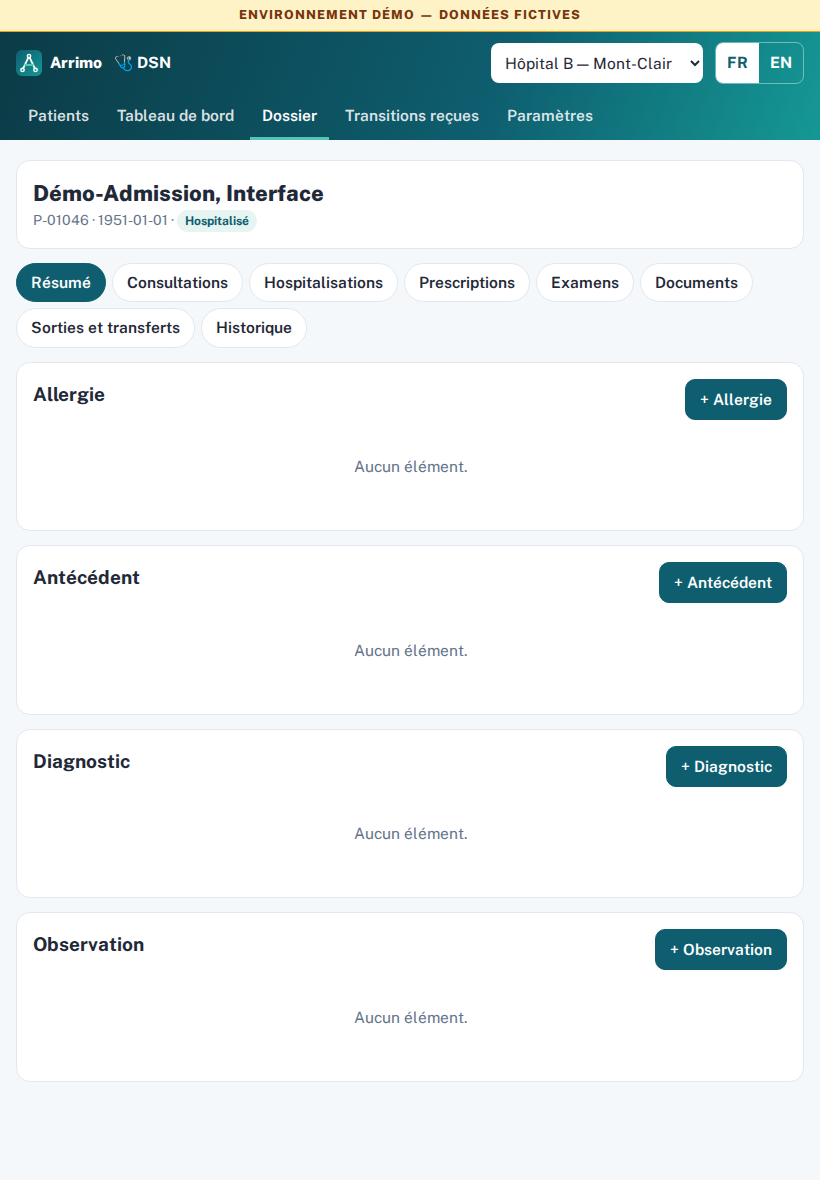 ENVIRONNEMENT DÉMO — DONNÉES FICTIVES
Arrimo DSN Hôpital B — Mont-Clair FR EN
Patients Tableau de bord Dossier Transitions reçues Paramètres
Démo-Admission, Interface
P-01046 · 1951-01-01 · Hospitalisé
Résumé Consultations Hospitalisations Prescriptions Examens Documents
Sorties et transferts Historique
Allergie + Allergie
Aucun élément.
Antécédent + Antécédent
Aucun élément.
Diagnostic + Diagnostic
Aucun élément.
Observation + Observation
Aucun élément.